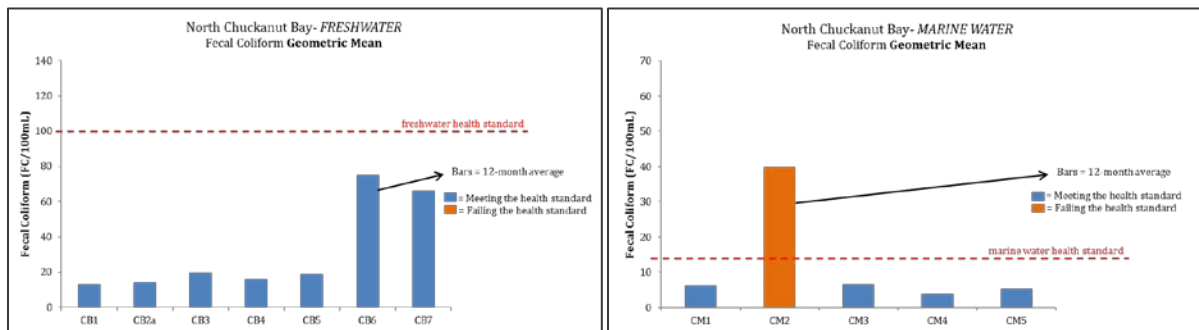 North Chuckanut Bay- FRESHWATER
Fecal Coliform Geometric Mean
Fecal Coliform (FC/100mL)
140
120
100
80
60
40
20
0
freshwater health standard
Bars = 12-month average
= Meeting the health standard
= Failing the health standard
CB1 CB2a CB3 CB4 CB5 CB6 CB7
North Chuckanut Bay- MARINE WATER
Fecal Coliform Geometric Mean
Fecal Coliform (FC/100mL)
70
60
50
40
30
20
10
0
Bars = 12-month average
= Meeting the health standard
= Failing the health standard
marine water health standard
CM1 CM2 CM3 CM4 CM5